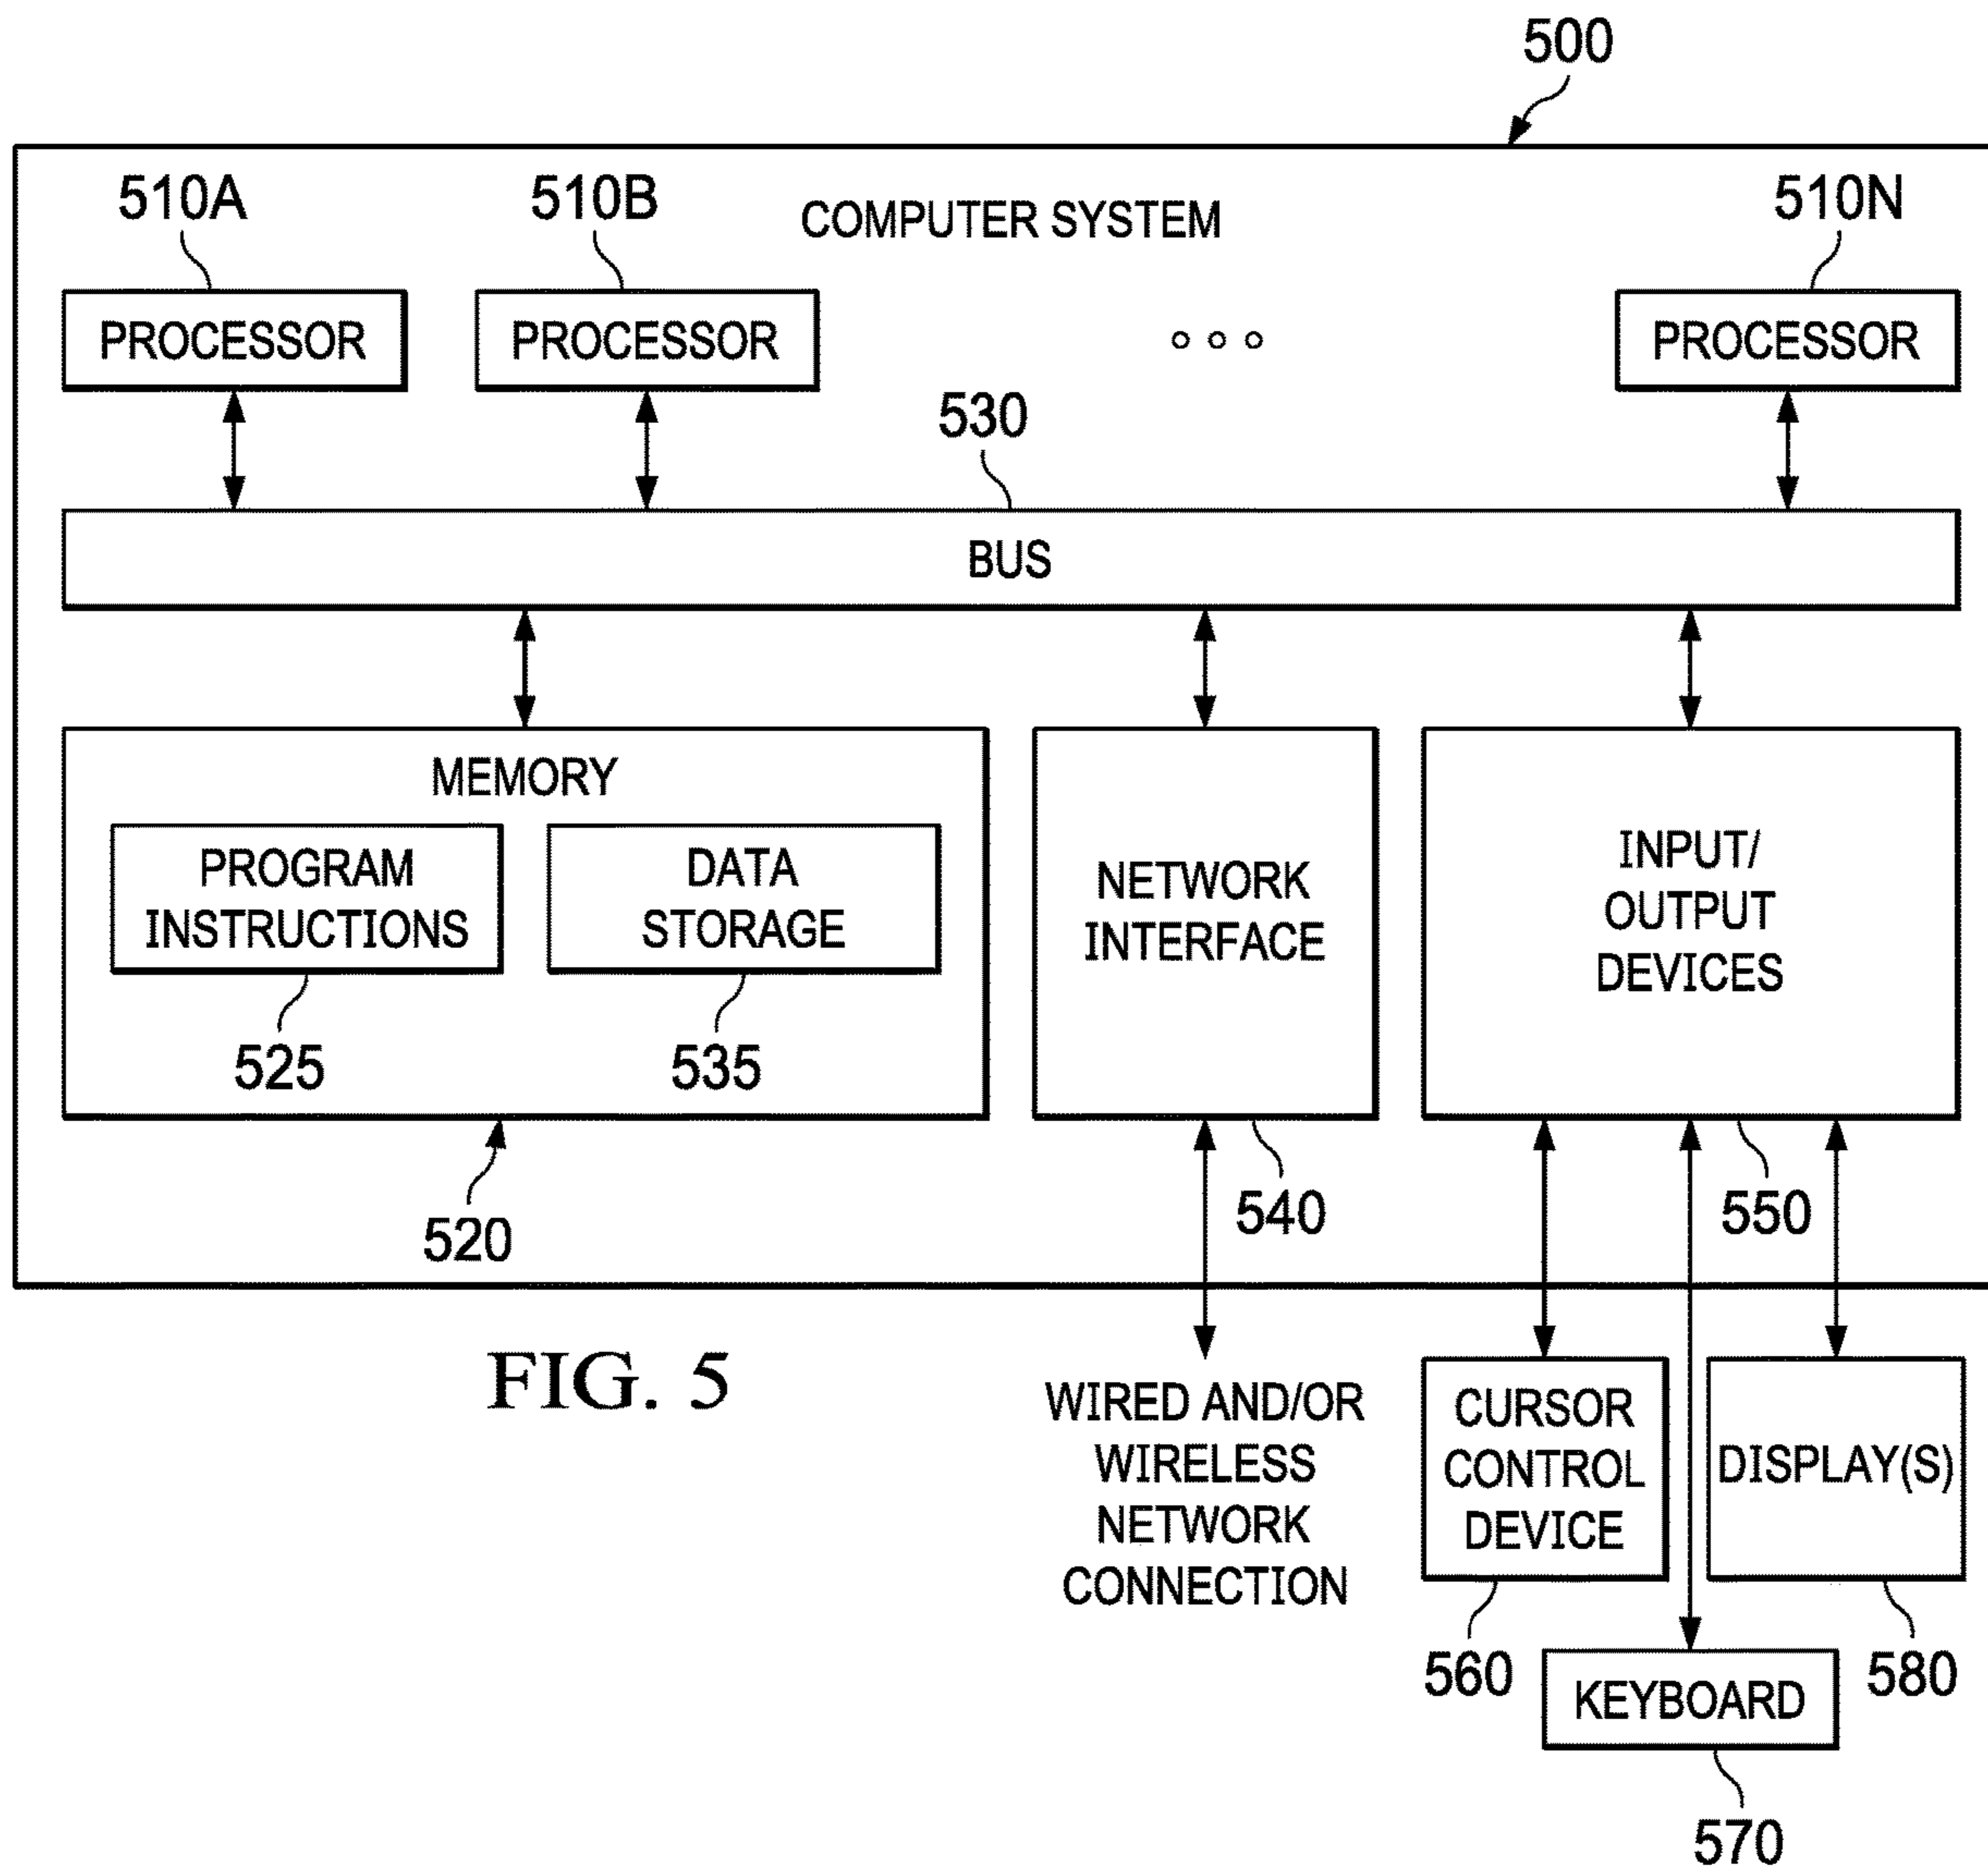 500
510A
510B
COMPUTER SYSTEM
510N
PROCESSOR
PROCESSOR
PROCESSOR
530
BUS
MEMORY
PROGRAM
INSTRUCTIONS
DATA
STORAGE
525
535
520
NETWORK
INTERFACE
540
INPUT/
OUTPUT
DEVICES
550
FIG. 5
WIRED AND/OR
WIRELESS
NETWORK
CONNECTION
CURSOR
CONTROL
DEVICE
560
DISPLAY(S)
580
KEYBOARD
570